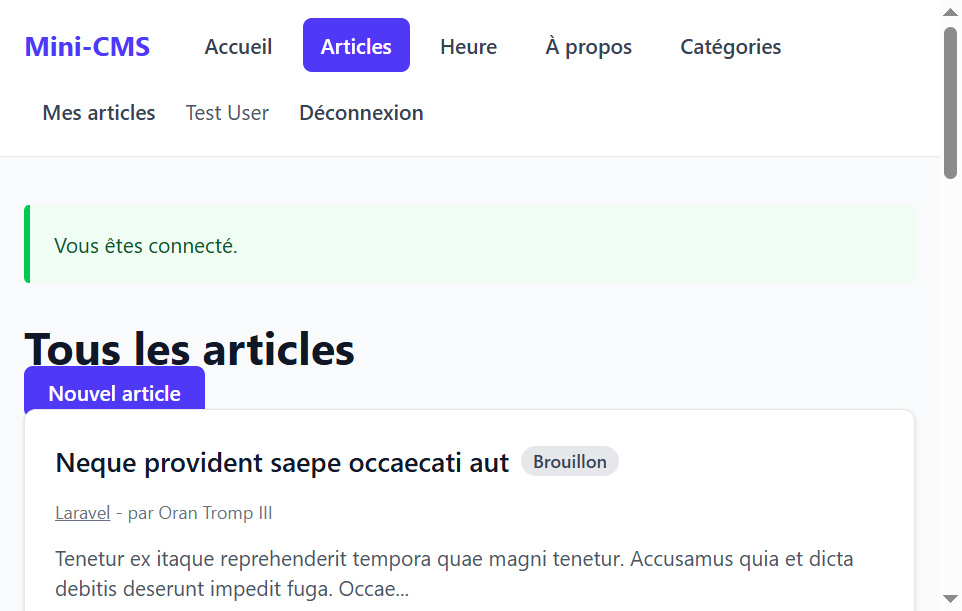 Mini-CMS Accueil Articles Heure À propos Catégories
Mes articles Test User Déconnexion
Vous êtes connecté.
Tous les articles
Nouvel article
Neque provident saepe occaecati aut Brouillon
Laravel - par Oran Tromp III
Tenetur ex itaque reprehenderit tempora quae magni tenetur. Accusamus quia et dicta
debitis deserunt impedit fuga. Occae...